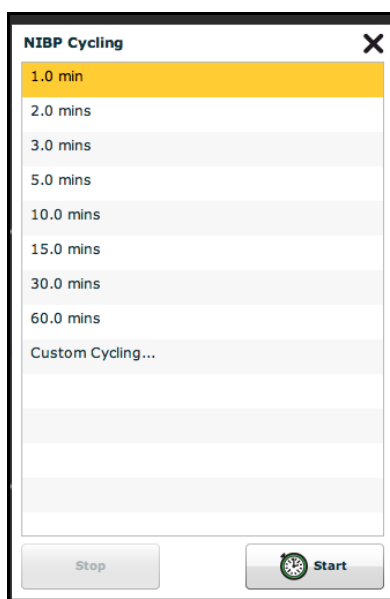 NIBP Cycling
1.0 min
2.0 mins
3.0 mins
5.0 mins
10.0 mins
15.0 mins
30.0 mins
60.0 mins
Custom Cycling...
Stop
Start